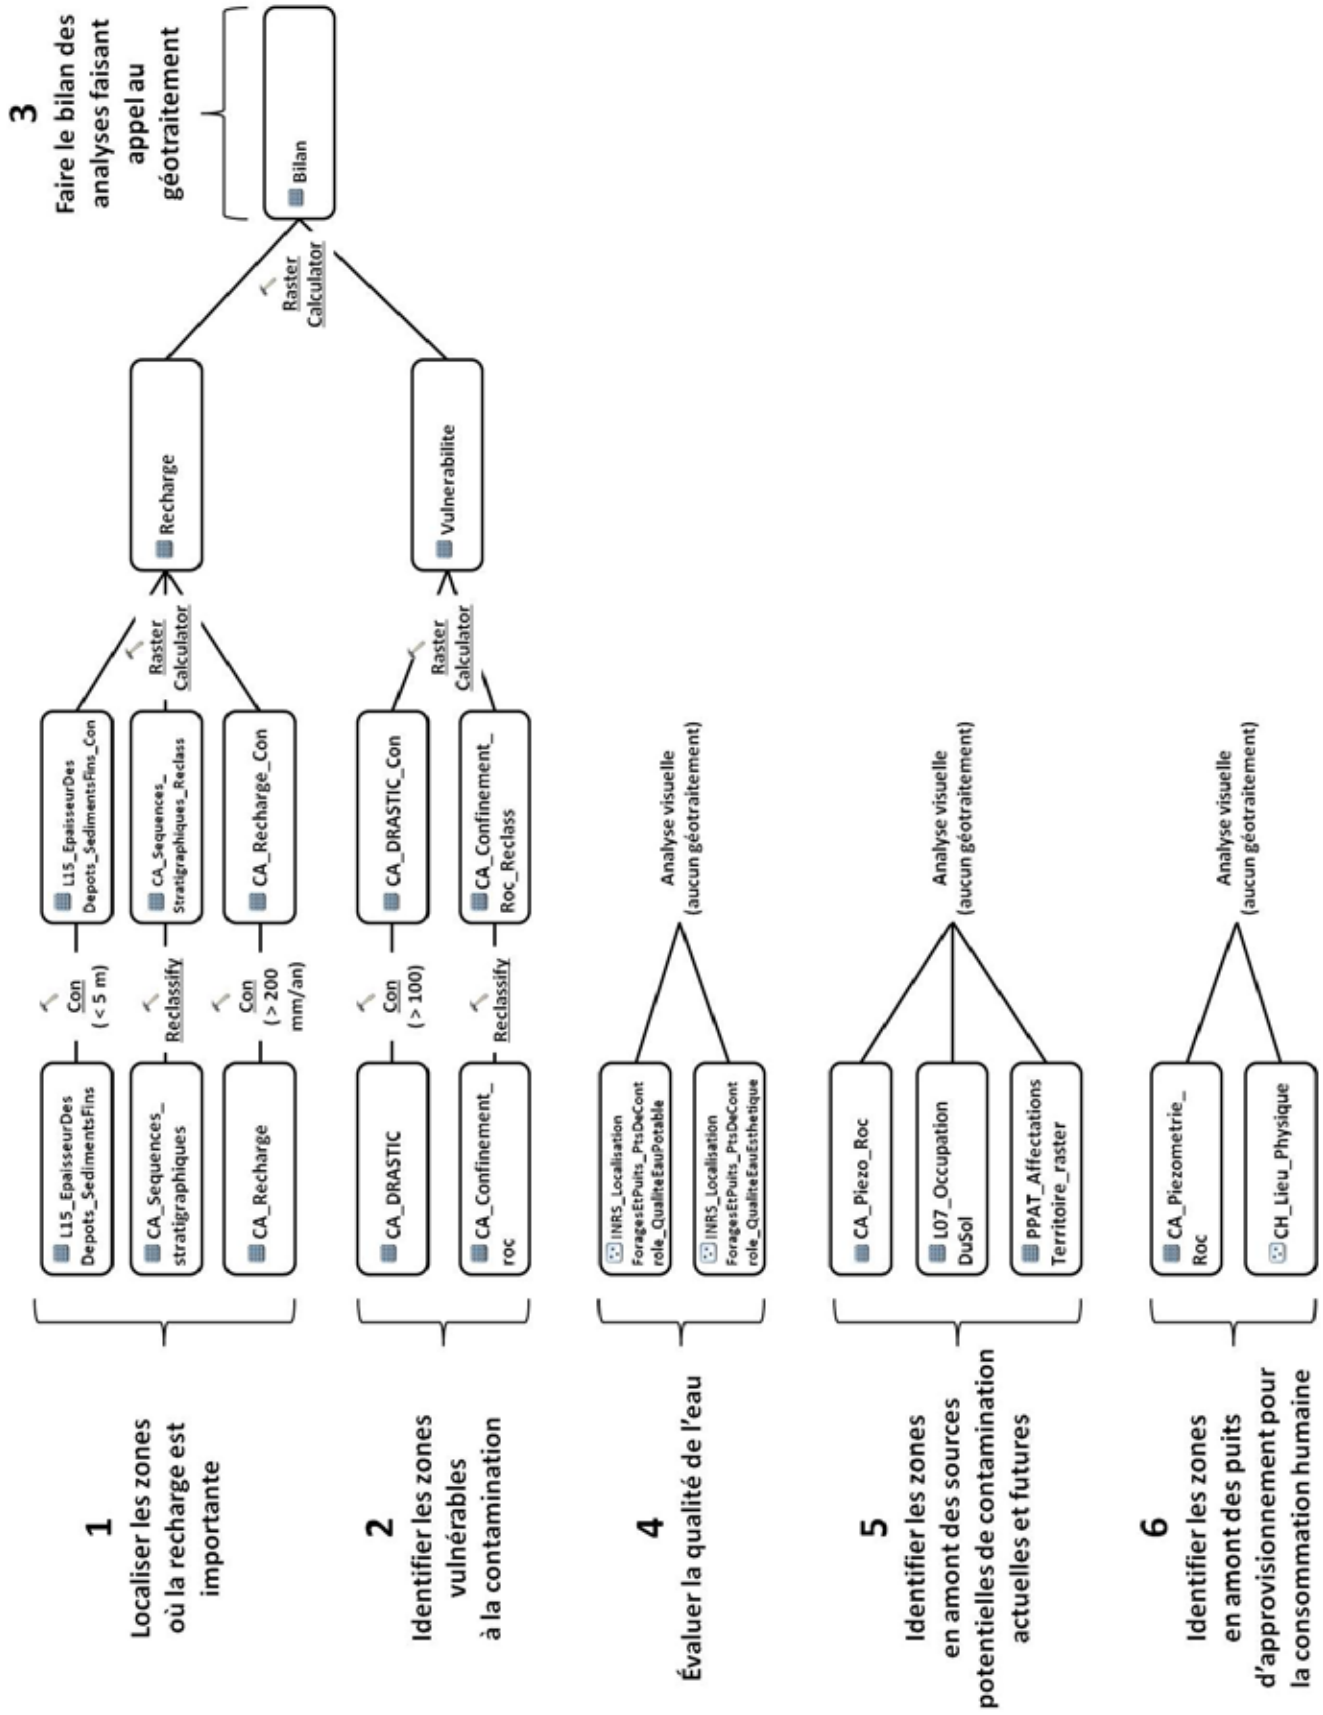 1
Localiser les zones
où la recharge est
importante
L15_EpaisseurDes
Depots_SedimentsFins
Con
(< 5 m)
L15_EpaisseurDes
Depots_SedimentsFins_Con
CA_Sequences_
stratigraphiques
Reclassify
CA_Sequences_
Stratigraphiques_Reclass
CA_Recharge
Con
(> 200
mm/an)
CA_Recharge_Con
Raster
Calculator
Recharge
2
Identifier les zones
vulnérables
à la contamination
CA_DRASTIC
Con
(> 100)
CA_DRASTIC_Con
CA_Confinement_
roc
Reclassify
CA_Confinement_
Roc_Reclass
Raster
Calculator
Vulnerabilite
Raster
Calculator
3
Faire le bilan des
analyses faisant
appel au
géotraitement
Bilan
4
Évaluer la qualité de l'eau
INRS_Localisation
ForagesEtPuits_PtsDeCont
role_QualiteEauPotable
INRS_Localisation
ForagesEtPuits_PtsDeCont
role_QualiteEauEsthetique
Analyse visuelle
(aucun géotraitement)
5
Identifier les zones
en amont des sources
potentielles de contamination
actuelles et futures
CA_Piezo_Roc
L07_Occupation
DuSol
PPAT_Affectations
Territoire_raster
Analyse visuelle
(aucun géotraitement)
6
Identifier les zones
en amont des puits
d'approvisionnement pour
la consommation humaine
CA_Piezometrie_
Roc
CH_Lieu_Physique
Analyse visuelle
(aucun géotraitement)